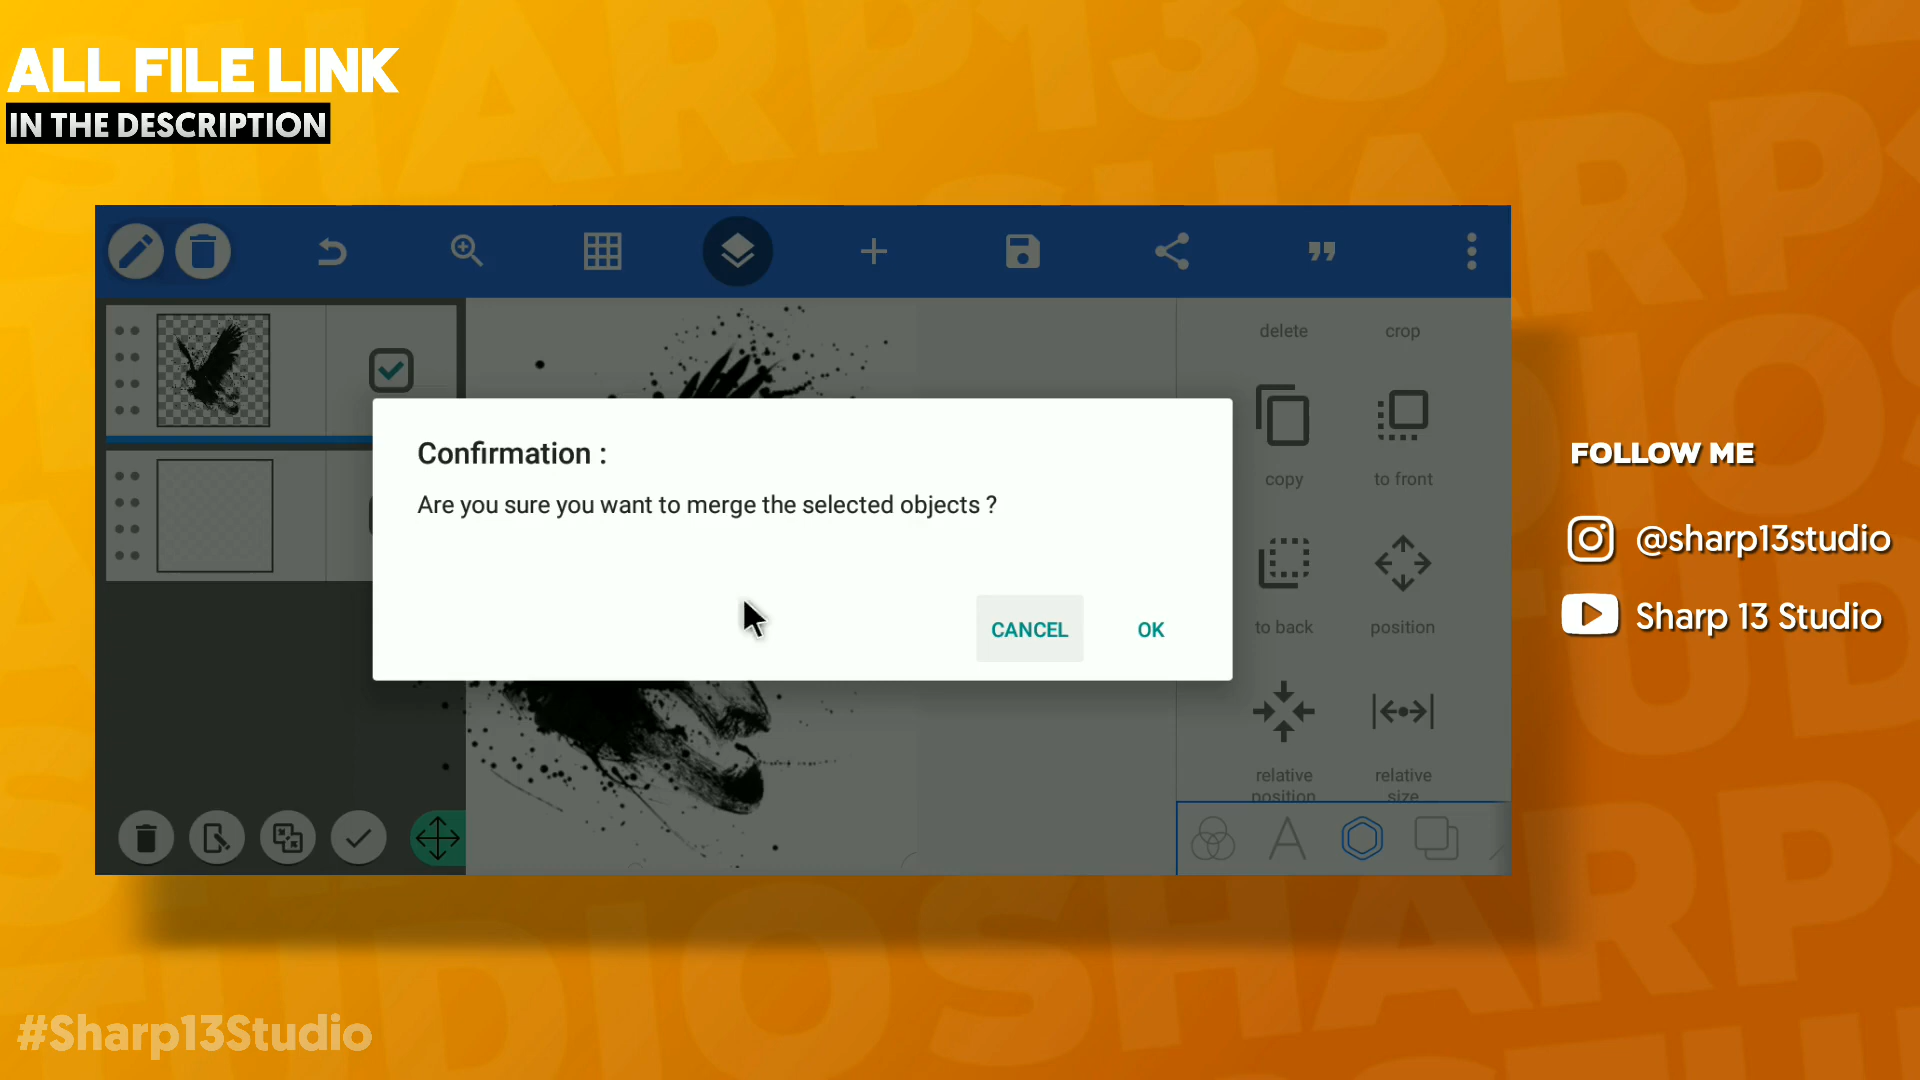 ALL FILE LINK
IN THE DESCRIPTION
delete
crop
Confirmation :
Are you sure you want to merge the selected objects ?
CANCEL
OK
copy
to front
to back
position
relative
position
relative
size
FOLLOW ME
@sharp13studio
Sharp 13 Studio
#Sharp13Studio